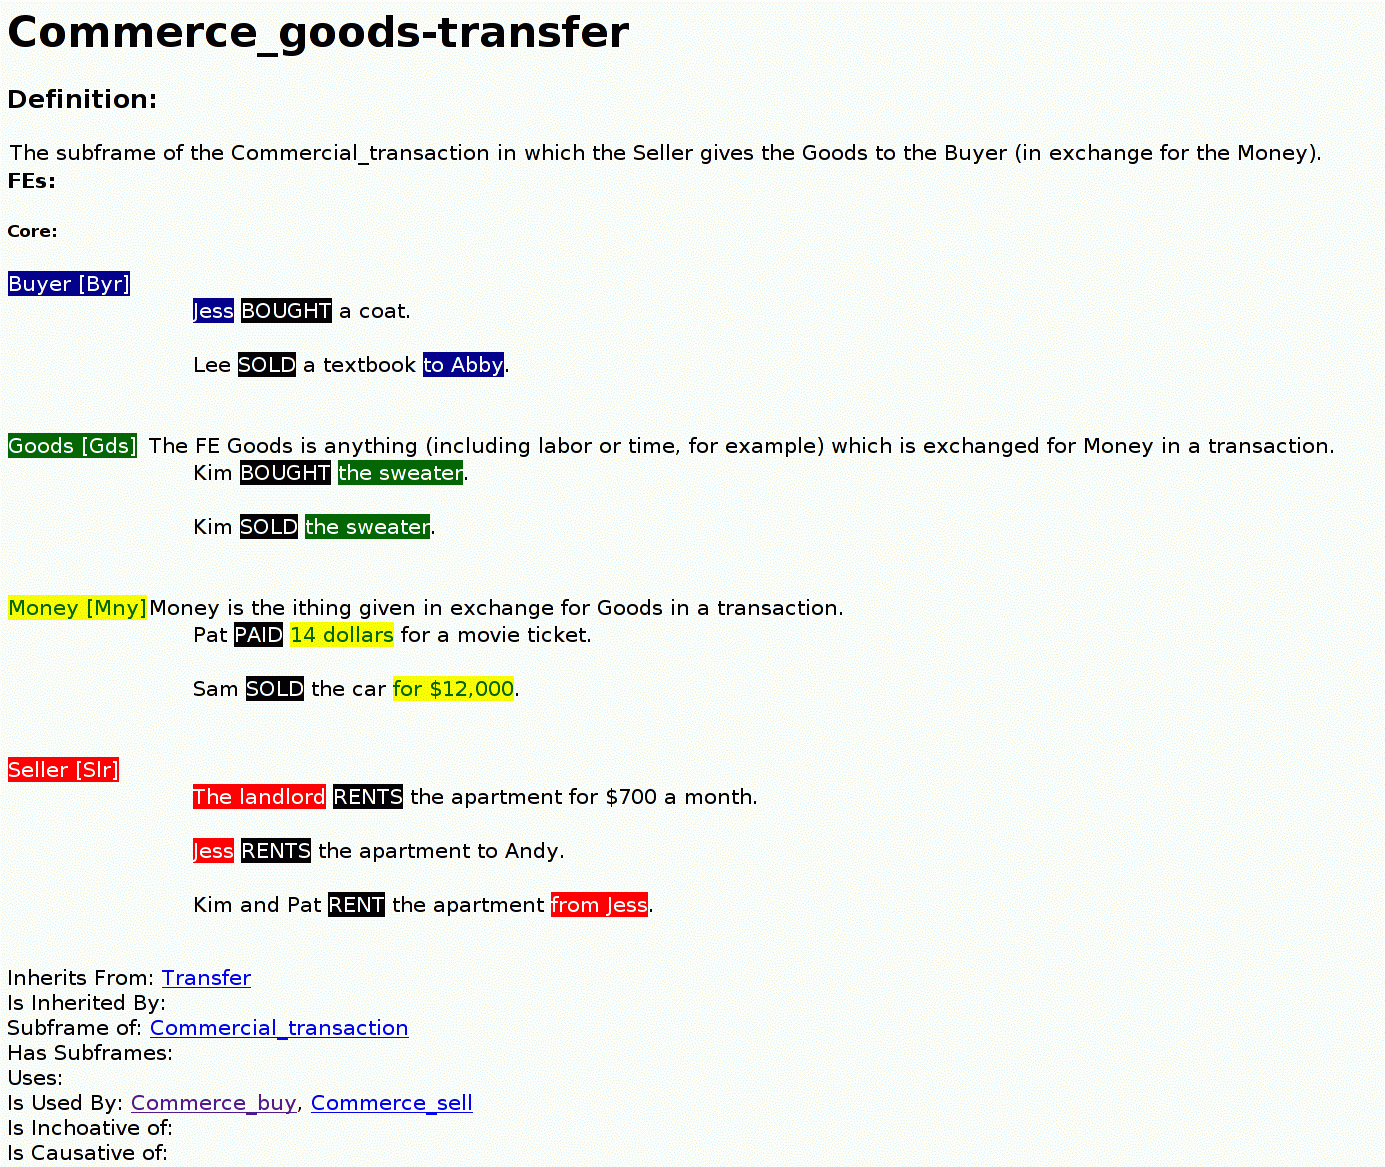 Commerce_goods-transfer
Definition:
The subframe of the Commercial_transaction in which the Seller gives the Goods to the Buyer (in exchange for the Money).
FEs:
Core:
Buyer [Byr]
Jess BOUGHT a coat.
Lee SOLD a textbook to Abby.
Goods [Gds] The FE Goods is anything (including labor or time, for example) which is exchanged for Money in a transaction.
Kim BOUGHT the sweater.
Kim SOLD the sweater.
Money [Mny] Money is the ithing given in exchange for Goods in a transaction.
Pat PAID 14 dollars for a movie ticket.
Sam SOLD the car for $12,000.
Seller [Slr]
The landlord RENTS the apartment for $700 a month.
Jess RENTS the apartment to Andy.
Kim and Pat RENT the apartment from Jess.
Inherits From: Transfer
Is Inherited By:
Subframe of: Commercial_transaction
Has Subframes:
Uses:
Is Used By: Commerce_buy, Commerce_sell
Is Inchoative of:
Is Causative of: